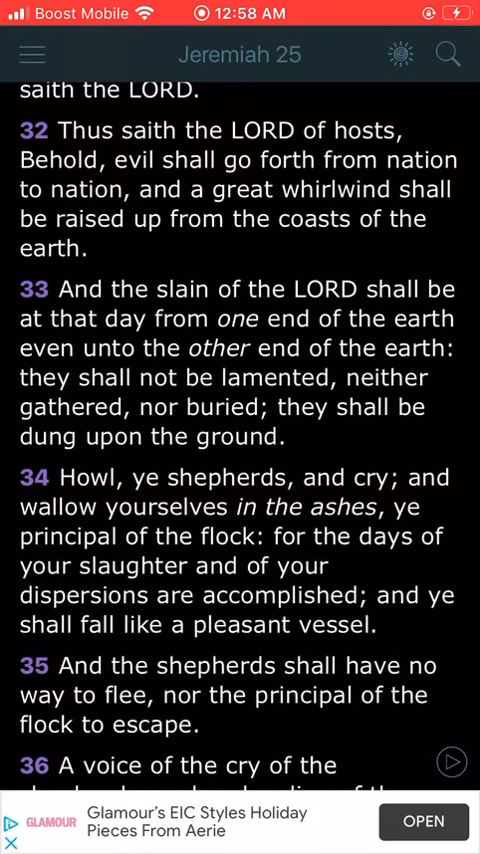 Boost Mobile 12:58 AM
Jeremiah 25
saith the LORD.
32 Thus saith the LORD of hosts,
Behold, evil shall go forth from nation
to nation, and a great whirlwind shall
be raised up from the coasts of the
earth.
33 And the slain of the LORD shall be
at that day from one end of the earth
even unto the other end of the earth:
they shall not be lamented, neither
gathered, nor buried; they shall be
dung upon the ground.
34 Howl, ye shepherds, and cry; and
wallow yourselves in the ashes, ye
principal of the flock: for the days of
your slaughter and of your
dispersions are accomplished; and ye
shall fall like a pleasant vessel.
35 And the shepherds shall have no
way to flee, nor the principal of the
flock to escape.
36 A voice of the cry of the
GLAMOUR
Glamour's EIC Styles Holiday
Pieces From Aerie
OPEN